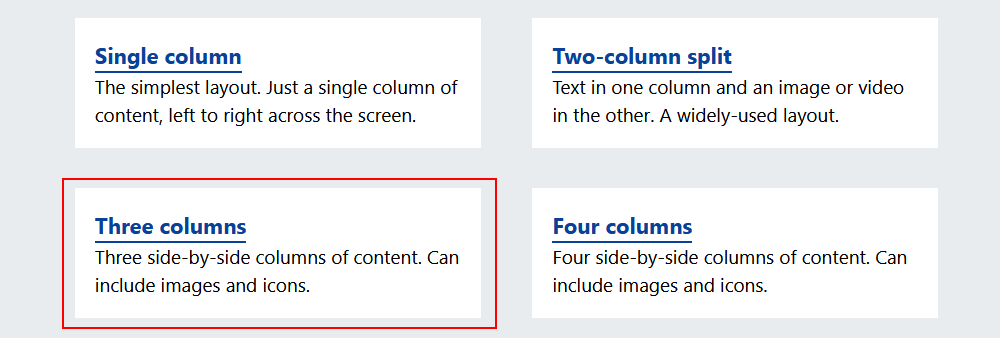 Single column
The simplest layout. Just a single column of
content, left to right across the screen.
Two-column split
Text in one column and an image or video
in the other. A widely-used layout.
Three columns
Three side-by-side columns of content. Can
include images and icons.
Four columns
Four side-by-side columns of content. Can
include images and icons.